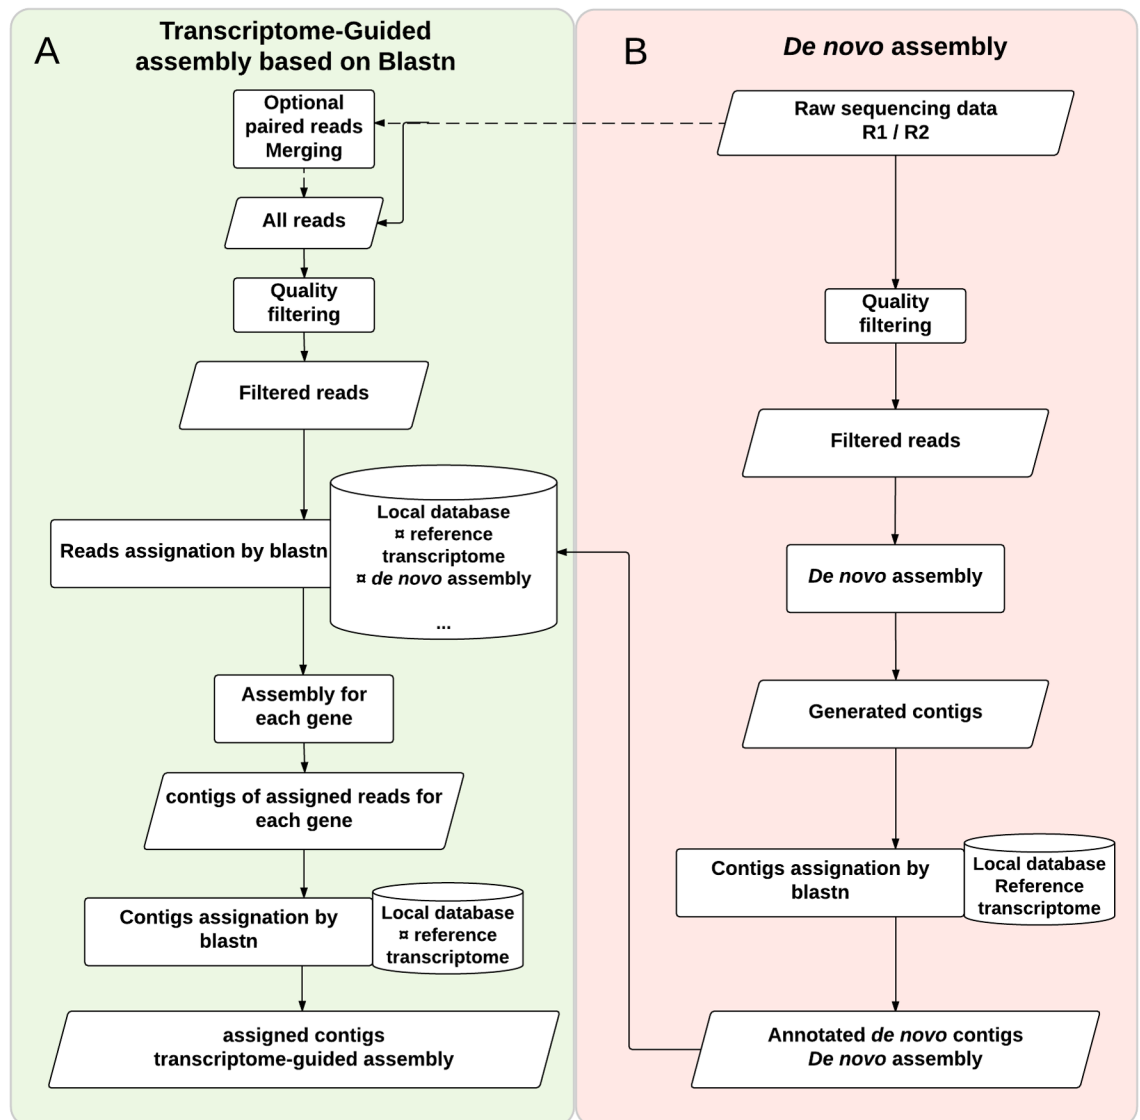 A
Transcriptome-Guided
assembly based on Blastn
Optional
paired reads
Merging
All reads
Quality
filtering
Filtered reads
Reads assignation by blastn
Local database
¤ reference
transcriptome
¤ de novo assembly
...
Assembly for
each gene
contigs of assigned reads for
each gene
Contigs assignation by
blastn
Local database
¤ reference
transcriptome
assigned contigs
transcriptome-guided assembly
B
De novo assembly
Raw sequencing data
R1 / R2
Quality
filtering
Filtered reads
De novo assembly
Generated contigs
Contigs assignation by
blastn
Local database
Reference
transcriptome
Annotated de novo contigs
De novo assembly